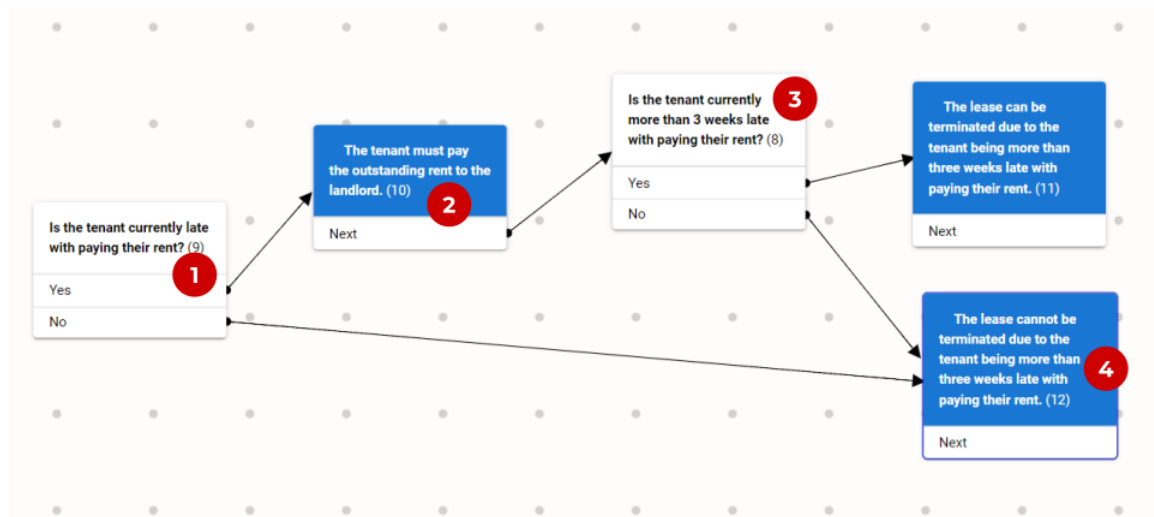 Is the tenant currently late
with paying their rent? (9)
1
Yes
No
The tenant must pay
the outstanding rent to the
landlord. (10)
2
Next
Is the tenant currently
more than 3 weeks late
with paying their rent? (8)
3
Yes
No
The lease can be
terminated due to the
tenant being more than
three weeks late with
paying their rent. (11)
Next
The lease cannot be
terminated due to the
tenant being more than
three weeks late with
paying their rent. (12)
4
Next